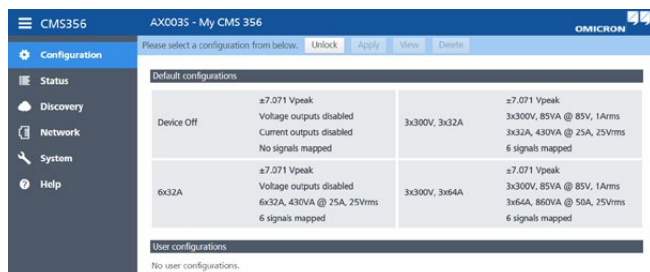 CMS356
AX003S - My CMS 356
OMICRON
Please select a configuration from below. Unlock Apply View Delete
Configuration
Status
Discovery
Network
System
Help
Default configurations
Device Off
±7.071 Vpeak
Voltage outputs disabled
Current outputs disabled
No signals mapped
3x300V, 3x32A
±7.071 Vpeak
3x300V, 85VA @ 85V, 1Arms
3x32A, 430VA @ 25A, 25Vrms
6 signals mapped
6x32A
±7.071 Vpeak
Voltage outputs disabled
6x32A, 430VA @ 25A, 25Vrms
6 signals mapped
3x300V, 3x64A
±7.071 Vpeak
3x300V, 85VA @ 85V, 1Arms
3x64A, 860VA @ 50A, 25Vrms
6 signals mapped
User configurations
No user configurations.